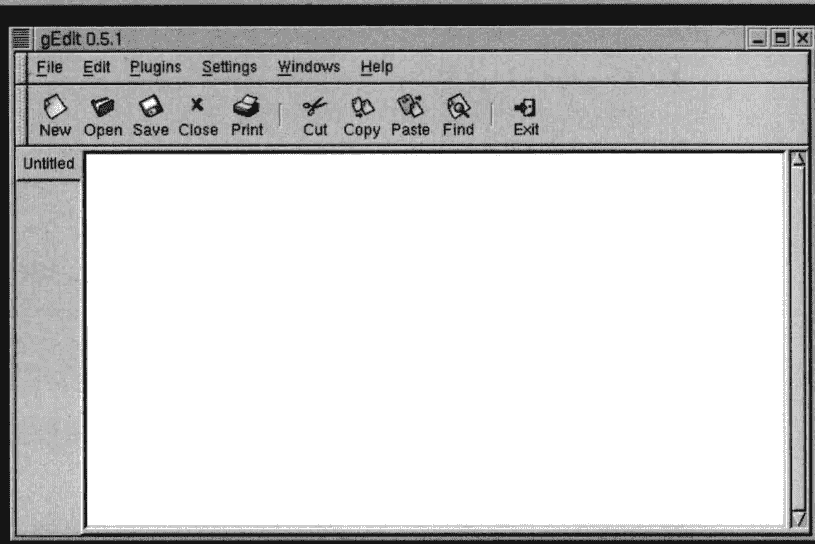 gEdit 0.5.1
File Edit Plugins Settings Windows Help
New Open Save Close Print Cut Copy Paste Find Exit
Untitled